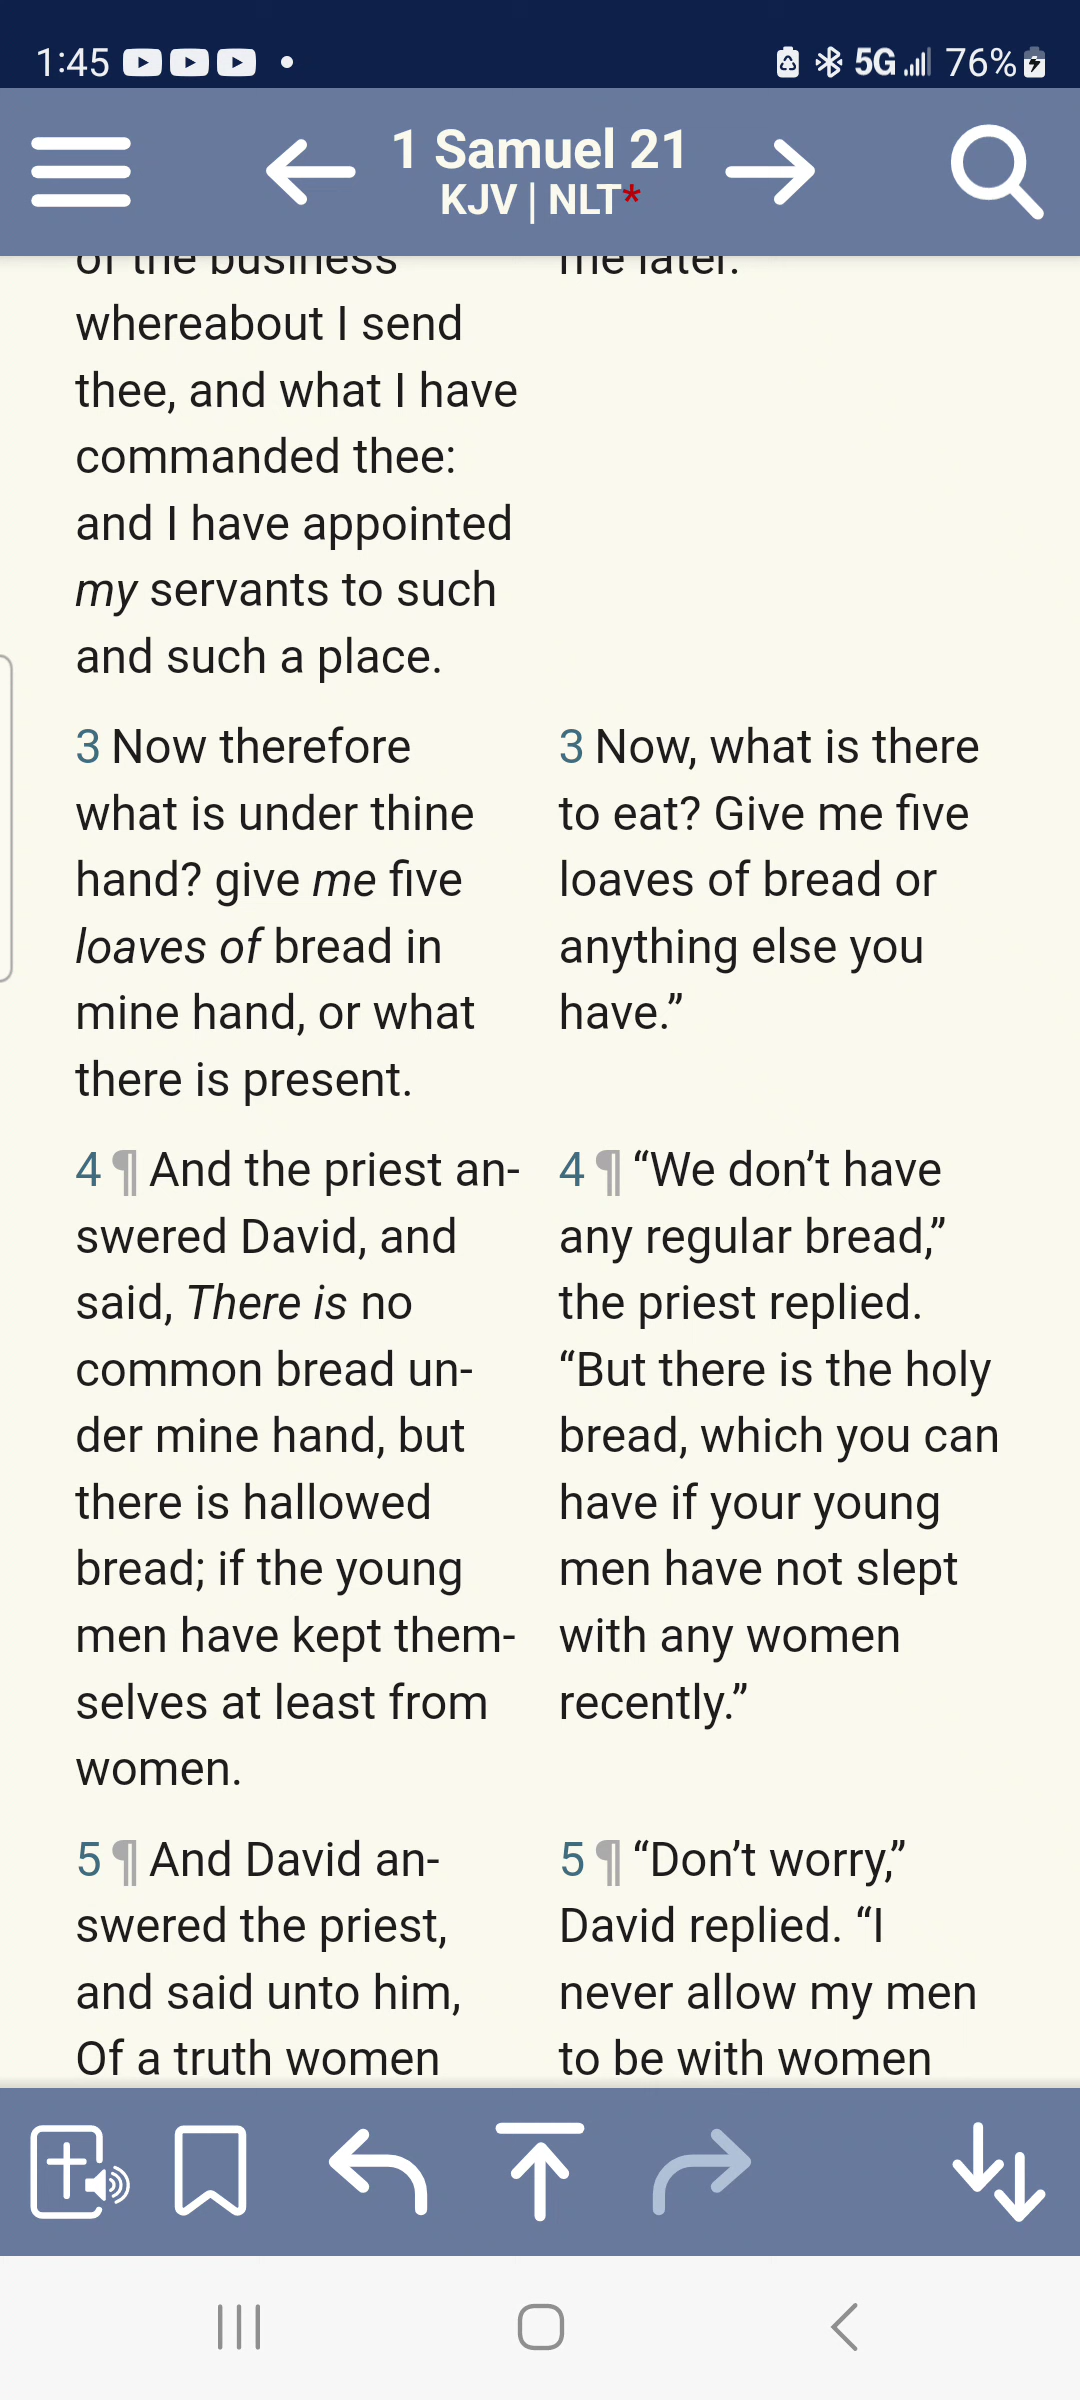 1:45
5G 76%
1 Samuel 21
KJV | NLT*
of the business
whereabout I send
thee, and what I have
commanded thee:
and I have appointed
my servants to such
and such a place.
me later.
3 Now therefore
what is under thine
hand? give me five
loaves of bread in
mine hand, or what
there is present.
3 Now, what is there
to eat? Give me five
loaves of bread or
anything else you
have.”
4 ¶ And the priest an-
swered David, and
said, There is no
common bread un-
der mine hand, but
there is hallowed
bread; if the young
men have kept them-
selves at least from
women.
4 ¶ “We don’t have
any regular bread,”
the priest replied.
“But there is the holy
bread, which you can
have if your young
men have not slept
with any women
recently.”
5 ¶ And David an-
swered the priest,
and said unto him,
Of a truth women
5 ¶ “Don’t worry,”
David replied. “I
never allow my men
to be with women